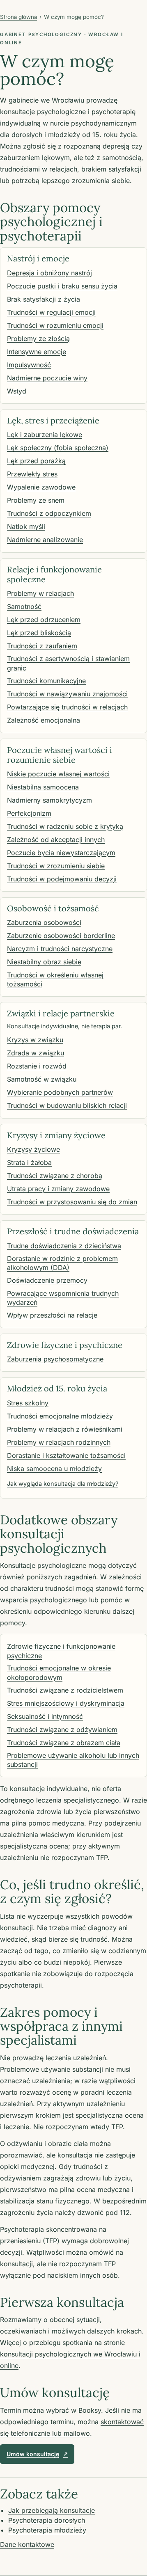 Strona główna › W czym mogę pomóc?
GABINET PSYCHOLOGICZNY · WROCŁAW I
ONLINE
W czym mogę
pomóc?
W gabinecie we Wrocławiu prowadzę
konsultacje psychologiczne i psychoterapię
indywidualną w nurcie psychodynamicznym
dla dorosłych i młodzieży od 15. roku życia.
Można zgłosić się z rozpoznaną depresją czy
zaburzeniem lękowym, ale też z samotnością,
trudnościami w relacjach, brakiem satysfakcji
lub potrzebą lepszego zrozumienia siebie.
Obszary pomocy
psychologicznej i
psychoterapii
Nastrój i emocje
Depresja i obniżony nastrój
Poczucie pustki i braku sensu życia
Brak satysfakcji z życia
Trudności w regulacji emocji
Trudności w rozumieniu emocji
Problemy ze złością
Intensywne emocje
Impulsywność
Nadmierne poczucie winy
Wstyd
Lęk, stres i przeciążenie
Lęk i zaburzenia lękowe
Lęk społeczny (fobia społeczna)
Lęk przed porażką
Przewlekły stres
Wypalenie zawodowe
Problemy ze snem
Trudności z odpoczynkiem
Natłok myśli
Nadmierne analizowanie
Relacje i funkcjonowanie
społeczne
Problemy w relacjach
Samotność
Lęk przed odrzuceniem
Lęk przed bliskością
Trudności z zaufaniem
Trudności z asertywnością i stawianiem
granic
Trudności komunikacyjne
Trudności w nawiązywaniu znajomości
Powtarzające się trudności w relacjach
Zależność emocjonalna
Poczucie własnej wartości i
rozumienie siebie
Niskie poczucie własnej wartości
Niestabilna samoocena
Nadmierny samokrytycyzm
Perfekcjonizm
Trudności w radzeniu sobie z krytyką
Zależność od akceptacji innych
Poczucie bycia niewystarczającym
Trudności w zrozumieniu siebie
Trudności w podejmowaniu decyzji
Osobowość i tożsamość
Zaburzenia osobowości
Zaburzenie osobowości borderline
Narcyzm i trudności narcystyczne
Niestabilny obraz siebie
Trudności w określeniu własnej
tożsamości
Związki i relacje partnerskie
Konsultacje indywidualne, nie terapia par.
Kryzys w związku
Zdrada w związku
Rozstanie i rozwód
Samotność w związku
Wybieranie podobnych partnerów
Trudności w budowaniu bliskich relacji
Kryzysy i zmiany życiowe
Kryzysy życiowe
Strata i żałoba
Trudności związane z chorobą
Utrata pracy i zmiany zawodowe
Trudności w przystosowaniu się do zmian
Przeszłość i trudne doświadczenia
Trudne doświadczenia z dzieciństwa
Dorastanie w rodzinie z problemem
alkoholowym (DDA)
Doświadczenie przemocy
Powracające wspomnienia trudnych
wydarzeń
Wpływ przeszłości na relacje
Zdrowie fizyczne i psychiczne
Zaburzenia psychosomatyczne
Młodzież od 15. roku życia
Stres szkolny
Trudności emocjonalne młodzieży
Problemy w relacjach z rówieśnikami
Problemy w relacjach rodzinnych
Dorastanie i kształtowanie tożsamości
Niska samoocena u młodzieży
Jak wygląda konsultacja dla młodzieży?
Dodatkowe obszary
konsultacji
psychologicznych
Konsultacje psychologiczne mogą dotyczyć
również poniższych zagadnień. W zależności
od charakteru trudności mogą stanowić formę
wsparcia psychologicznego lub pomóc w
określeniu odpowiedniego kierunku dalszej
pomocy.
Zdrowie fizyczne i funkcjonowanie
psychiczne
Trudności emocjonalne w okresie
okołoporodowym
Trudności związane z rodzicielstwem
Stres mniejszościowy i dyskryminacja
Seksualność i intymność
Trudności związane z odżywianiem
Trudności związane z obrazem ciała
Problemowe używanie alkoholu lub innych
substancji
To konsultacje indywidualne, a nie oferta
odrębnego leczenia specjalistycznego. W razie
zagrożenia zdrowia lub życia pierwszeństwo
ma pilna pomoc medyczna. Przy podejrzeniu
uzależnienia właściwym kierunkiem jest
specjalistyczna ocena; przy aktywnym
uzależnieniu nie rozpoczynam TFP.
Co, jeśli trudno określić,
z czym się zgłosić?
Lista nie wyczerpuje wszystkich powodów
konsultacji. Nie trzeba mieć diagnozy ani
wiedzieć, skąd bierze się trudność. Można
zacząć od tego, co zmieniło się w codziennym
życiu albo co budzi niepokój. Pierwsze
spotkanie nie zobowiązuje do rozpoczęcia
psychoterapii.
Zakres pomocy i
współpraca z innymi
specjalistami
Nie prowadzę leczenia uzależnień.
Problemowe używanie substancji nie musi
oznaczać uzależnienia; w razie wątpliwości
warto rozważyć ocenę w poradni leczenia
uzależnień. Przy aktywnym uzależnieniu
pierwszym krokiem jest specjalistyczna ocena
i leczenie. Nie rozpoczynam wtedy TFP.
O odżywianiu i obrazie ciała można
porozmawiać, ale konsultacja nie zastępuje
opieki medycznej. Gdy trudności z
odżywianiem zagrażają zdrowiu lub życiu,
pierwszeństwo ma pilna ocena medyczna i
stabilizacja stanu fizycznego. W bezpośrednim
zagrożeniu życia należy dzwonić pod 112.
Psychoterapia skoncentrowana na
przeniesieniu (TFP) wymaga dobrowolnej
decyzji. Wątpliwości można omówić na
konsultacji, ale nie rozpoczynam TFP
wyłącznie pod naciskiem innych osób.
Pierwsza konsultacja
Rozmawiamy o obecnej sytuacji,
oczekiwaniach i możliwych dalszych krokach.
Więcej o przebiegu spotkania na stronie
konsultacji psychologicznych we Wrocławiu i
online.
Umów konsultację
Termin można wybrać w Booksy. Jeśli nie ma
odpowiedniego terminu, można skontaktować
się telefonicznie lub mailowo.
Umów konsultację ↗
Zobacz także
• Jak przebiegają konsultacje
• Psychoterapia dorosłych
• Psychoterapia młodzieży
Dane kontaktowe